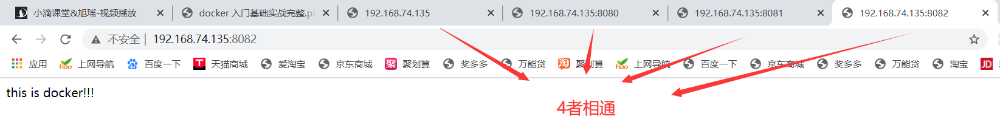 小滴课堂&旭瑶-视频播放 docker 入门基础实战完整.p 192.168.74.135 192.168.74.135:8080 192.168.74.135:8081 192.168.74.135:8082
不安全 | 192.168.74.135:8082
应用 hao 上网导航 百度一下 T 天猫商城 爱淘宝 京东商城 聚 聚划算 奖多多 万能贷 淘 聚划算 hao 上网导航 百度一下 京东商城 奖多多 万能贷 淘宝 JD
this is docker!!!
4者相通